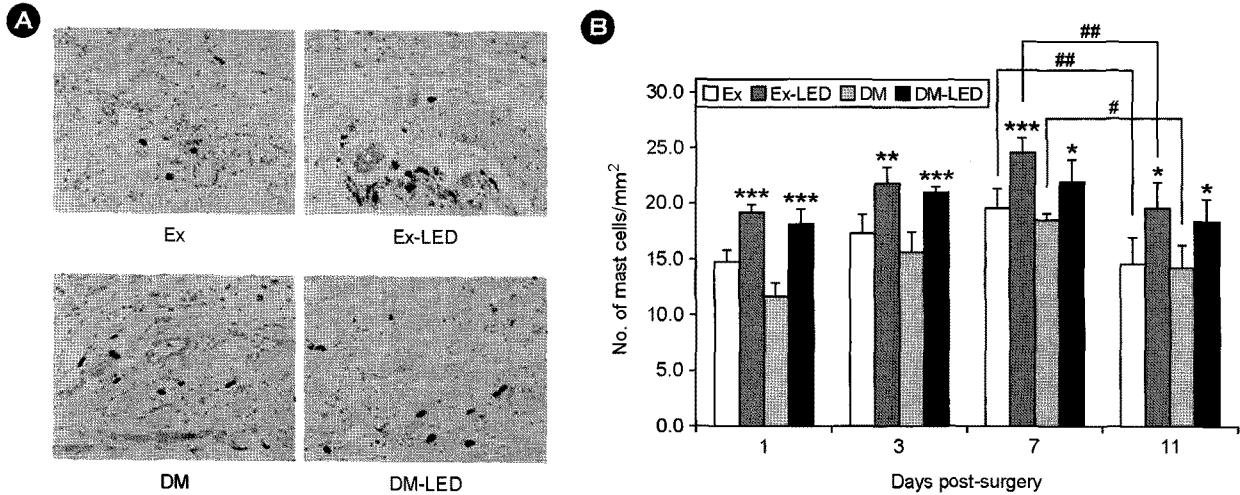 A
Ex
Ex-LED
DM
DM-LED
B
##
##
#
Ex Ex-LED DM DM-LED
No. of mast cells/mm²
30.0
25.0
20.0
15.0
10.0
5.0
0.0
*** ***
** ***
*** *
* *
1 3 7 11
Days post-surgery